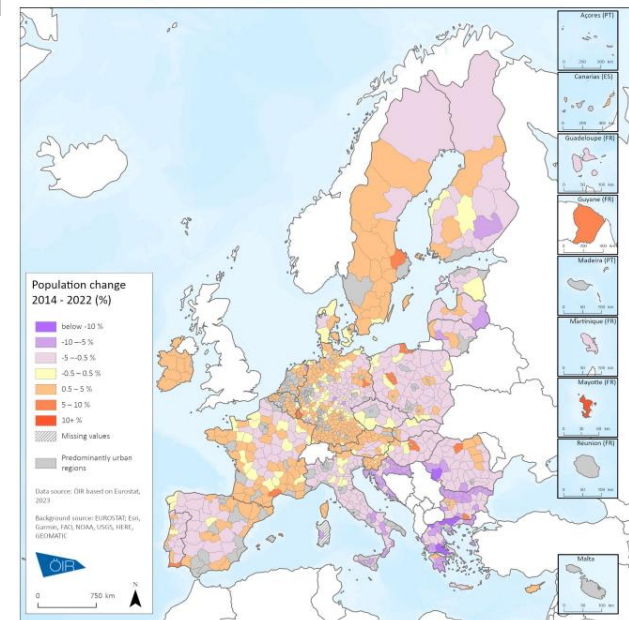 Population change
2014 - 2022 (%)
below -10 %
-10 –-5 %
-5 –-0.5 %
-0.5 – 0.5 %
0.5 – 5 %
5 – 10 %
10+ %
Missing values
Predominantly urban
regions
Data source: ÖIR based on Eurostat,
2023
Background source: EUROSTAT; Esri,
Garmin, FAO, NOAA, USGS, HERE,
GEOMATIC
ÖIR
N
0 750 km
Açores (PT)
0 200 km
Canarias (ES)
Guadeloupe (FR)
Guyane (FR)
Madeira (PT)
Martinique (FR)
Mayotte (FR)
Réunion (FR)
Malta